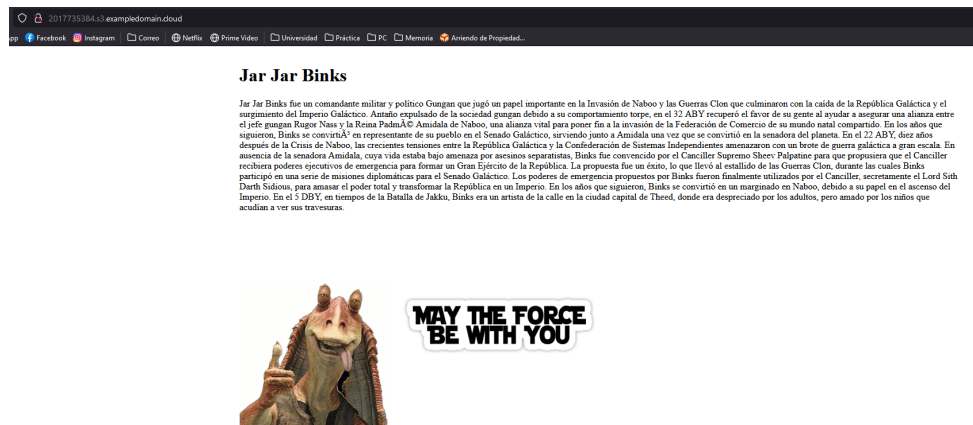 2017735384.s3.exampledomain.cloud
pp Facebook Instagram Correo Netflix Prime Video Universidad Práctica PC Memoria Arriendo de Propiedad...
Jar Jar Binks
Jar Jar Binks fue un comandante militar y político Gungan que jugó un papel importante en la Invasión de Naboo y las Guerras Clon que culminaron con la caída de la República Galáctica y el
surgimiento del Imperio Galáctico. Antaño expulsado de la sociedad gungan debido a su comportamiento torpe, en el 32 ABY recuperó el favor de su gente al ayudar a asegurar una alianza entre
el jefe gungan Rugor Nass y la Reina PadmÃ© Amidala de Naboo, una alianza vital para poner fin a la invasión de la Federación de Comercio de su mundo natal compartido. En los años que
siguieron, Binks se convirtiÃ³ en representante de su pueblo en el Senado Galáctico, sirviendo junto a Amidala una vez que se convirtió en la senadora del planeta. En el 22 ABY, diez años
después de la Crisis de Naboo, las crecientes tensiones entre la República Galáctica y la Confederación de Sistemas Independientes amenazaron con un brote de guerra galáctica a gran escala. En
ausencia de la senadora Amidala, cuya vida estaba bajo amenaza por asesinos separatistas, Binks fue convencido por el Canciller Supremo Sheev Palpatine para que propusiera que el Canciller
recibiera poderes ejecutivos de emergencia para formar un Gran Ejército de la República. La propuesta fue un éxito, lo que llevó al estallido de las Guerras Clon, durante las cuales Binks
participó en una serie de misiones diplomáticas para el Senado Galáctico. Los poderes de emergencia propuestos por Binks fueron finalmente utilizados por el Canciller, secretamente el Lord Sith
Darth Sidious, para amasar el poder total y transformar la República en un Imperio. En los años que siguieron, Binks se convirtió en un marginado en Naboo, debido a su papel en el ascenso del
Imperio. En el 5 DBY, en tiempos de la Batalla de Jakku, Binks era un artista de la calle en la ciudad capital de Theed, donde era despreciado por los adultos, pero amado por los niños que
acudían a ver sus travesuras.
MAY THE FORCE
BE WITH YOU